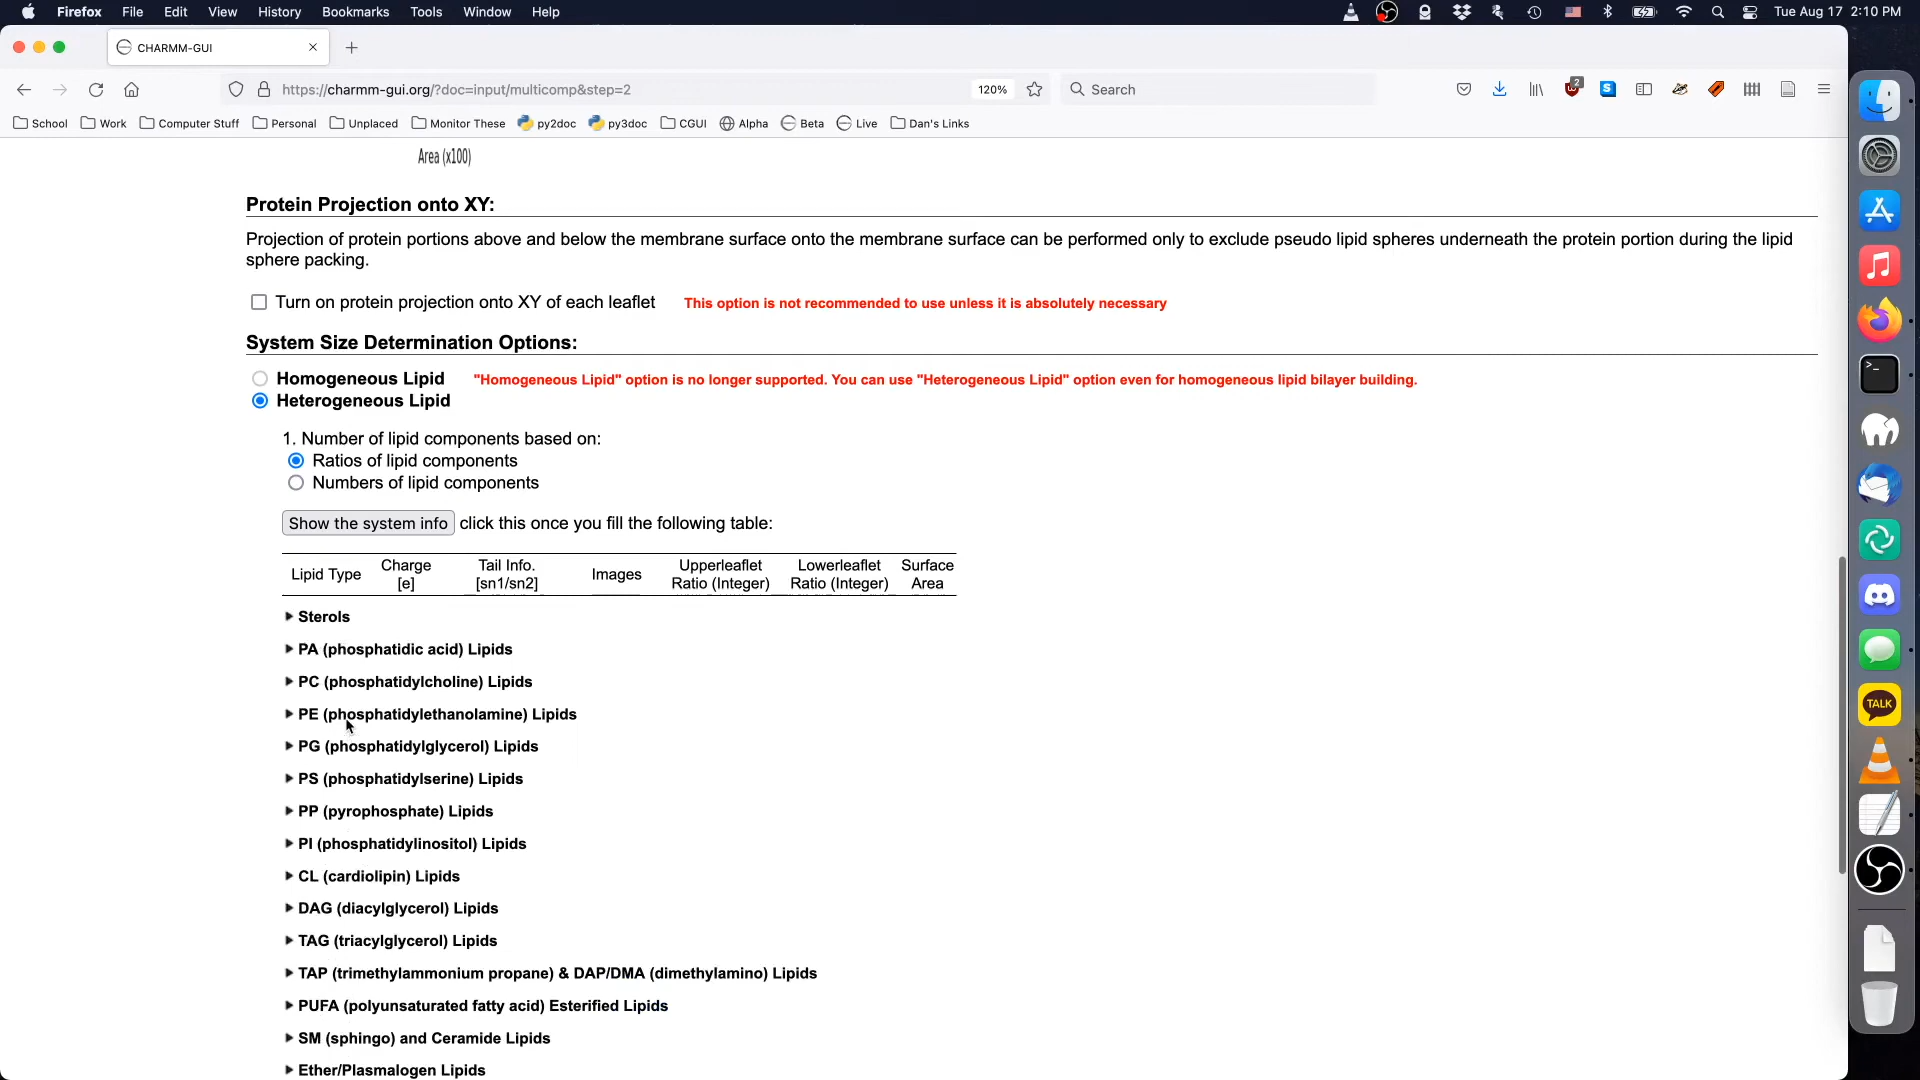 Firefox File Edit View History Bookmarks Tools Window Help
Tue Aug 17 2:10 PM
CHARMM-GUI
https://charmm-gui.org/?doc=input/multicomp&step=2
120%
Search
2
School Work Computer Stuff Personal Unplaced Monitor These py2doc py3doc CGUI Alpha Beta Live Dan's Links
Area (x100)
Protein Projection onto XY:
Projection of protein portions above and below the membrane surface onto the membrane surface can be performed only to exclude pseudo lipid spheres underneath the protein portion during the lipid
sphere packing.
Turn on protein projection onto XY of each leaflet This option is not recommended to use unless it is absolutely necessary
System Size Determination Options:
Homogeneous Lipid "Homogeneous Lipid" option is no longer supported. You can use "Heterogeneous Lipid" option even for homogeneous lipid bilayer building.
Heterogeneous Lipid
1. Number of lipid components based on:
Ratios of lipid components
Numbers of lipid components
Show the system info click this once you fill the following table:
Lipid Type
Charge
[e]
Tail Info.
[sn1/sn2]
Images
Upperleaflet
Ratio (Integer)
Lowerleaflet
Ratio (Integer)
Surface
Area
Sterols
PA (phosphatidic acid) Lipids
PC (phosphatidylcholine) Lipids
PE (phosphatidylethanolamine) Lipids
PG (phosphatidylglycerol) Lipids
PS (phosphatidylserine) Lipids
PP (pyrophosphate) Lipids
PI (phosphatidylinositol) Lipids
CL (cardiolipin) Lipids
DAG (diacylglycerol) Lipids
TAG (triacylglycerol) Lipids
TAP (trimethylammonium propane) & DAP/DMA (dimethylamino) Lipids
PUFA (polyunsaturated fatty acid) Esterified Lipids
SM (sphingo) and Ceramide Lipids
Ether/Plasmalogen Lipids
TALK